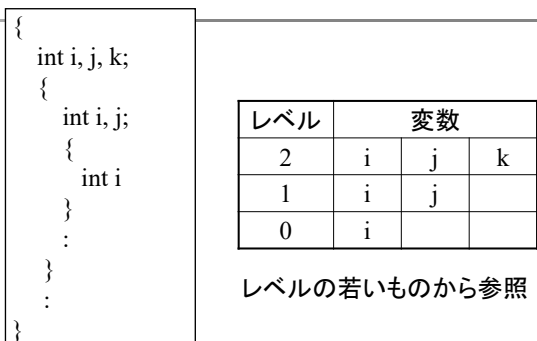 {
int i, j, k;
{
int i, j;
{
int i
}
:
}
:
}
レベル 変数
2 i j k
1 i j
0 i
レベルの若いものから参照